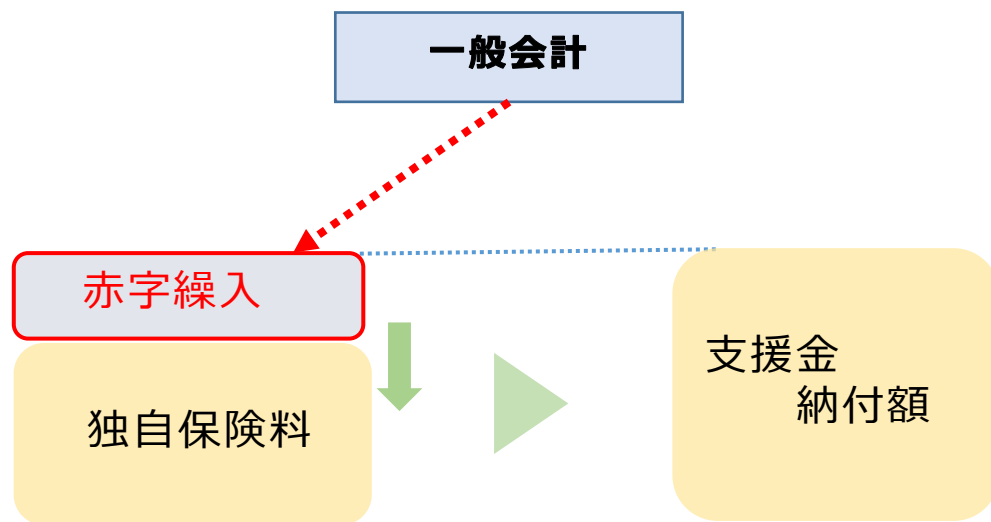 一般会計
赤字繰入
独自保険料
支援金
納付額